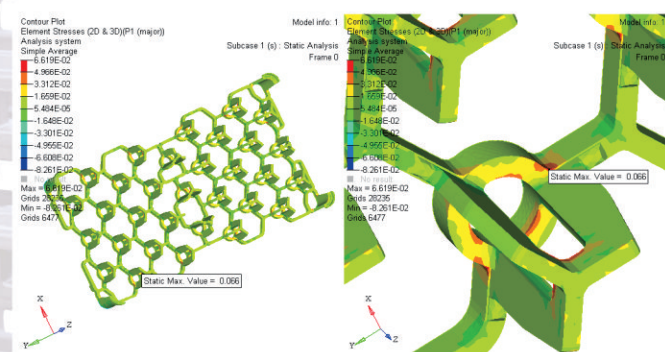 Contour Plot
Element Stresses (2D & 3D)(P1 (major))
Analysis system
Simple Average
6.619E-02
4.966E-02
3.312E-02
1.659E-02
5.484E-05
-1.648E-02
-3.301E-02
-4.955E-02
-6.608E-02
-8.261E-02
No result
Max = 6.619E-02
Grids 28235
Min = -8.261E-02
Grids 6477
Model info: 1
Subcase 1 (s) : Static Analysis
Frame 0
Static Max. Value = 0.066
X
Y
Z
Contour Plot
Element Stresses (2D & 3D)(P1 (major))
Analysis system
Simple Average
6.619E-02
4.966E-02
3.312E-02
1.659E-02
5.484E-05
-1.648E-02
-3.301E-02
-4.955E-02
-6.608E-02
-8.261E-02
No result
Max = 6.619E-02
Grids 28235
Min = -8.261E-02
Grids 6477
Model info: 1
Subcase 1 (s) : Static Analysis
Frame 0
Static Max. Value = 0.066
X
Y
Z